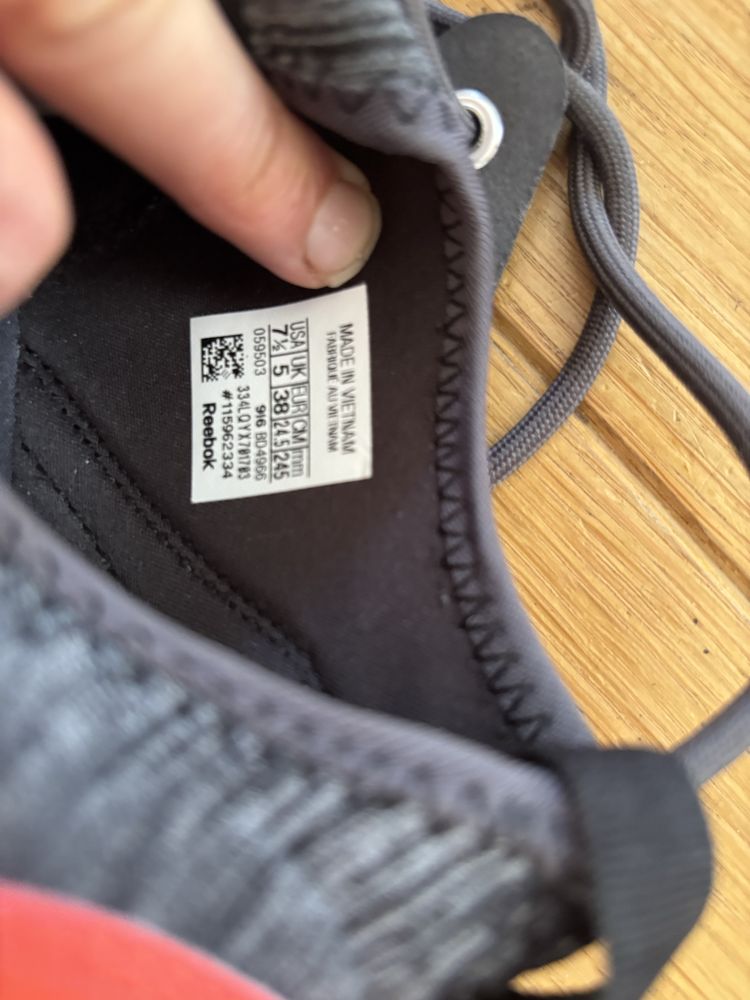 MADE IN VIETNAM
FABRIQUÉ AU VIETNAM
USA UK EUR CM mm
7½ 5 38 24.5 245
059503 916 BD4966
334LQYX701703
#115962334
Reebok